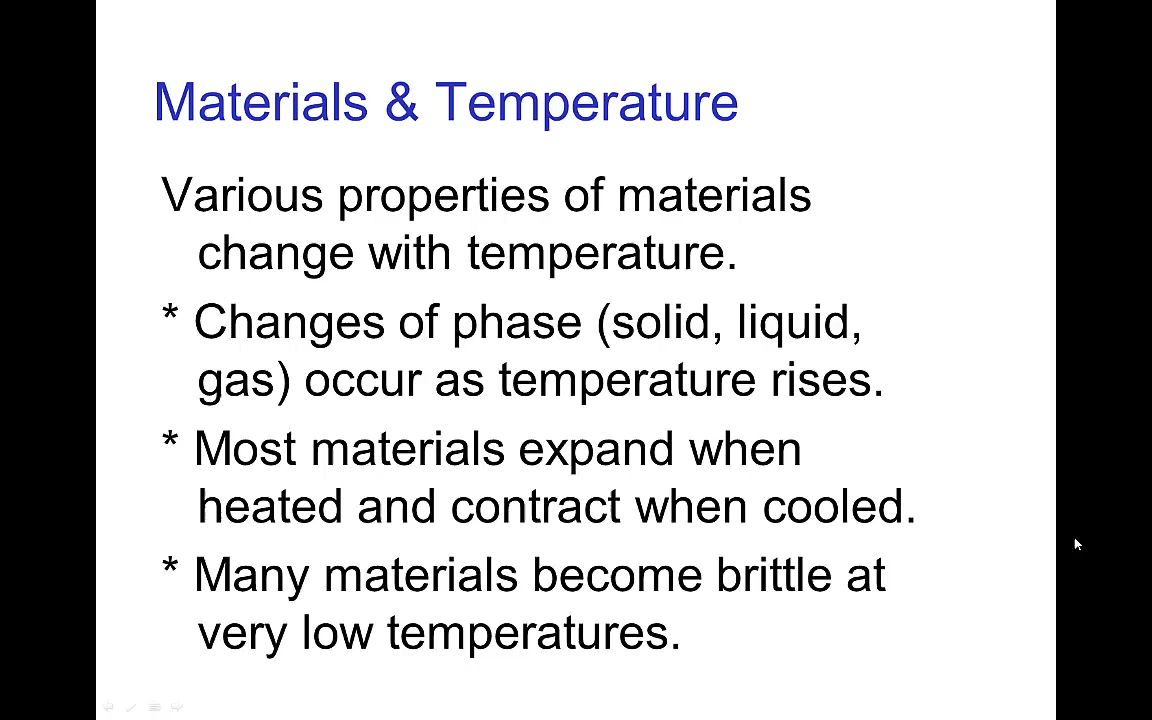 Materials & Temperature
Various properties of materials
change with temperature.
* Changes of phase (solid, liquid,
gas) occur as temperature rises.
* Most materials expand when
heated and contract when cooled.
* Many materials become brittle at
very low temperatures.